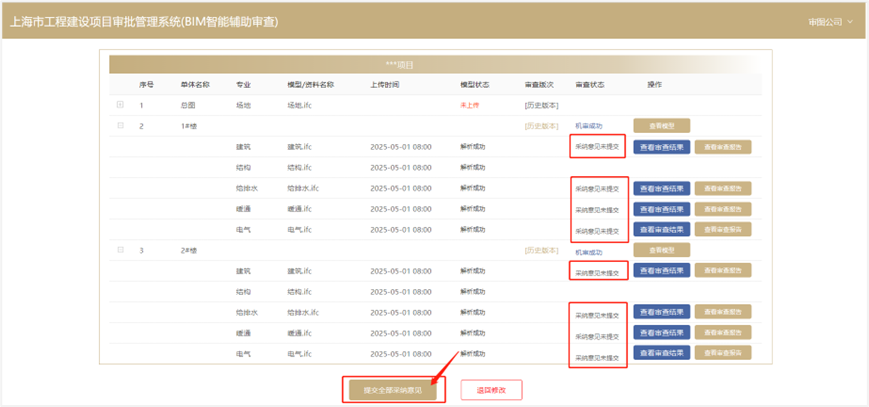 上海市工程建设项目审批管理系统(BIM智能辅助审查)
审图公司
***项目
序号 单体名称 专业 模型/资料名称 上传时间 模型状态 审查版次 审查状态 操作
1 总图 场地 场地.ifc 未上传 [历史版本]
2 1#楼 [历史版本] 机审成功 查看模型
建筑 建筑.ifc 2025-05-01 08:00 解析成功 采纳意见未提交 查看审查结果 查看审查报告
结构 结构.ifc 2025-05-01 08:00 解析成功
给排水 给排水.ifc 2025-05-01 08:00 解析成功 采纳意见未提交 查看审查结果 查看审查报告
暖通 暖通.ifc 2025-05-01 08:00 解析成功 采纳意见未提交 查看审查结果 查看审查报告
电气 电气.ifc 2025-05-01 08:00 解析成功 采纳意见未提交 查看审查结果 查看审查报告
3 2#楼 [历史版本] 机审成功 查看模型
建筑 建筑.ifc 2025-05-01 08:00 解析成功 采纳意见未提交 查看审查结果 查看审查报告
结构 结构.ifc 2025-05-01 08:00 解析成功
给排水 给排水.ifc 2025-05-01 08:00 解析成功 采纳意见未提交 查看审查结果 查看审查报告
暖通 暖通.ifc 2025-05-01 08:00 解析成功 采纳意见未提交 查看审查结果 查看审查报告
电气 电气.ifc 2025-05-01 08:00 解析成功 采纳意见未提交 查看审查结果 查看审查报告
提交全部采纳意见 退回修改